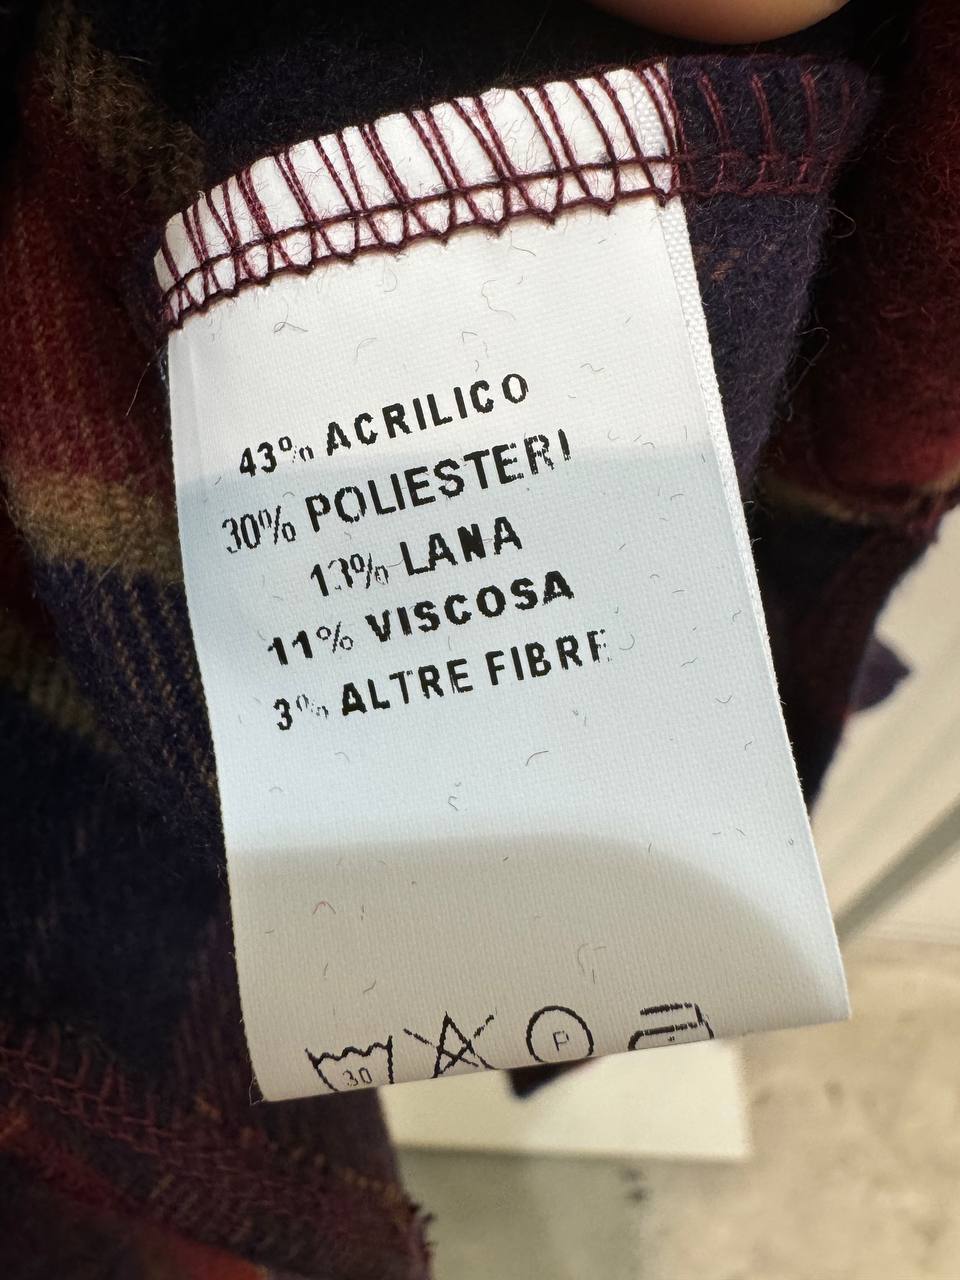 43% ACRILICO
30% POLIESTERI
13% LANA
11% VISCOSA
3% ALTRE FIBRE
30 P